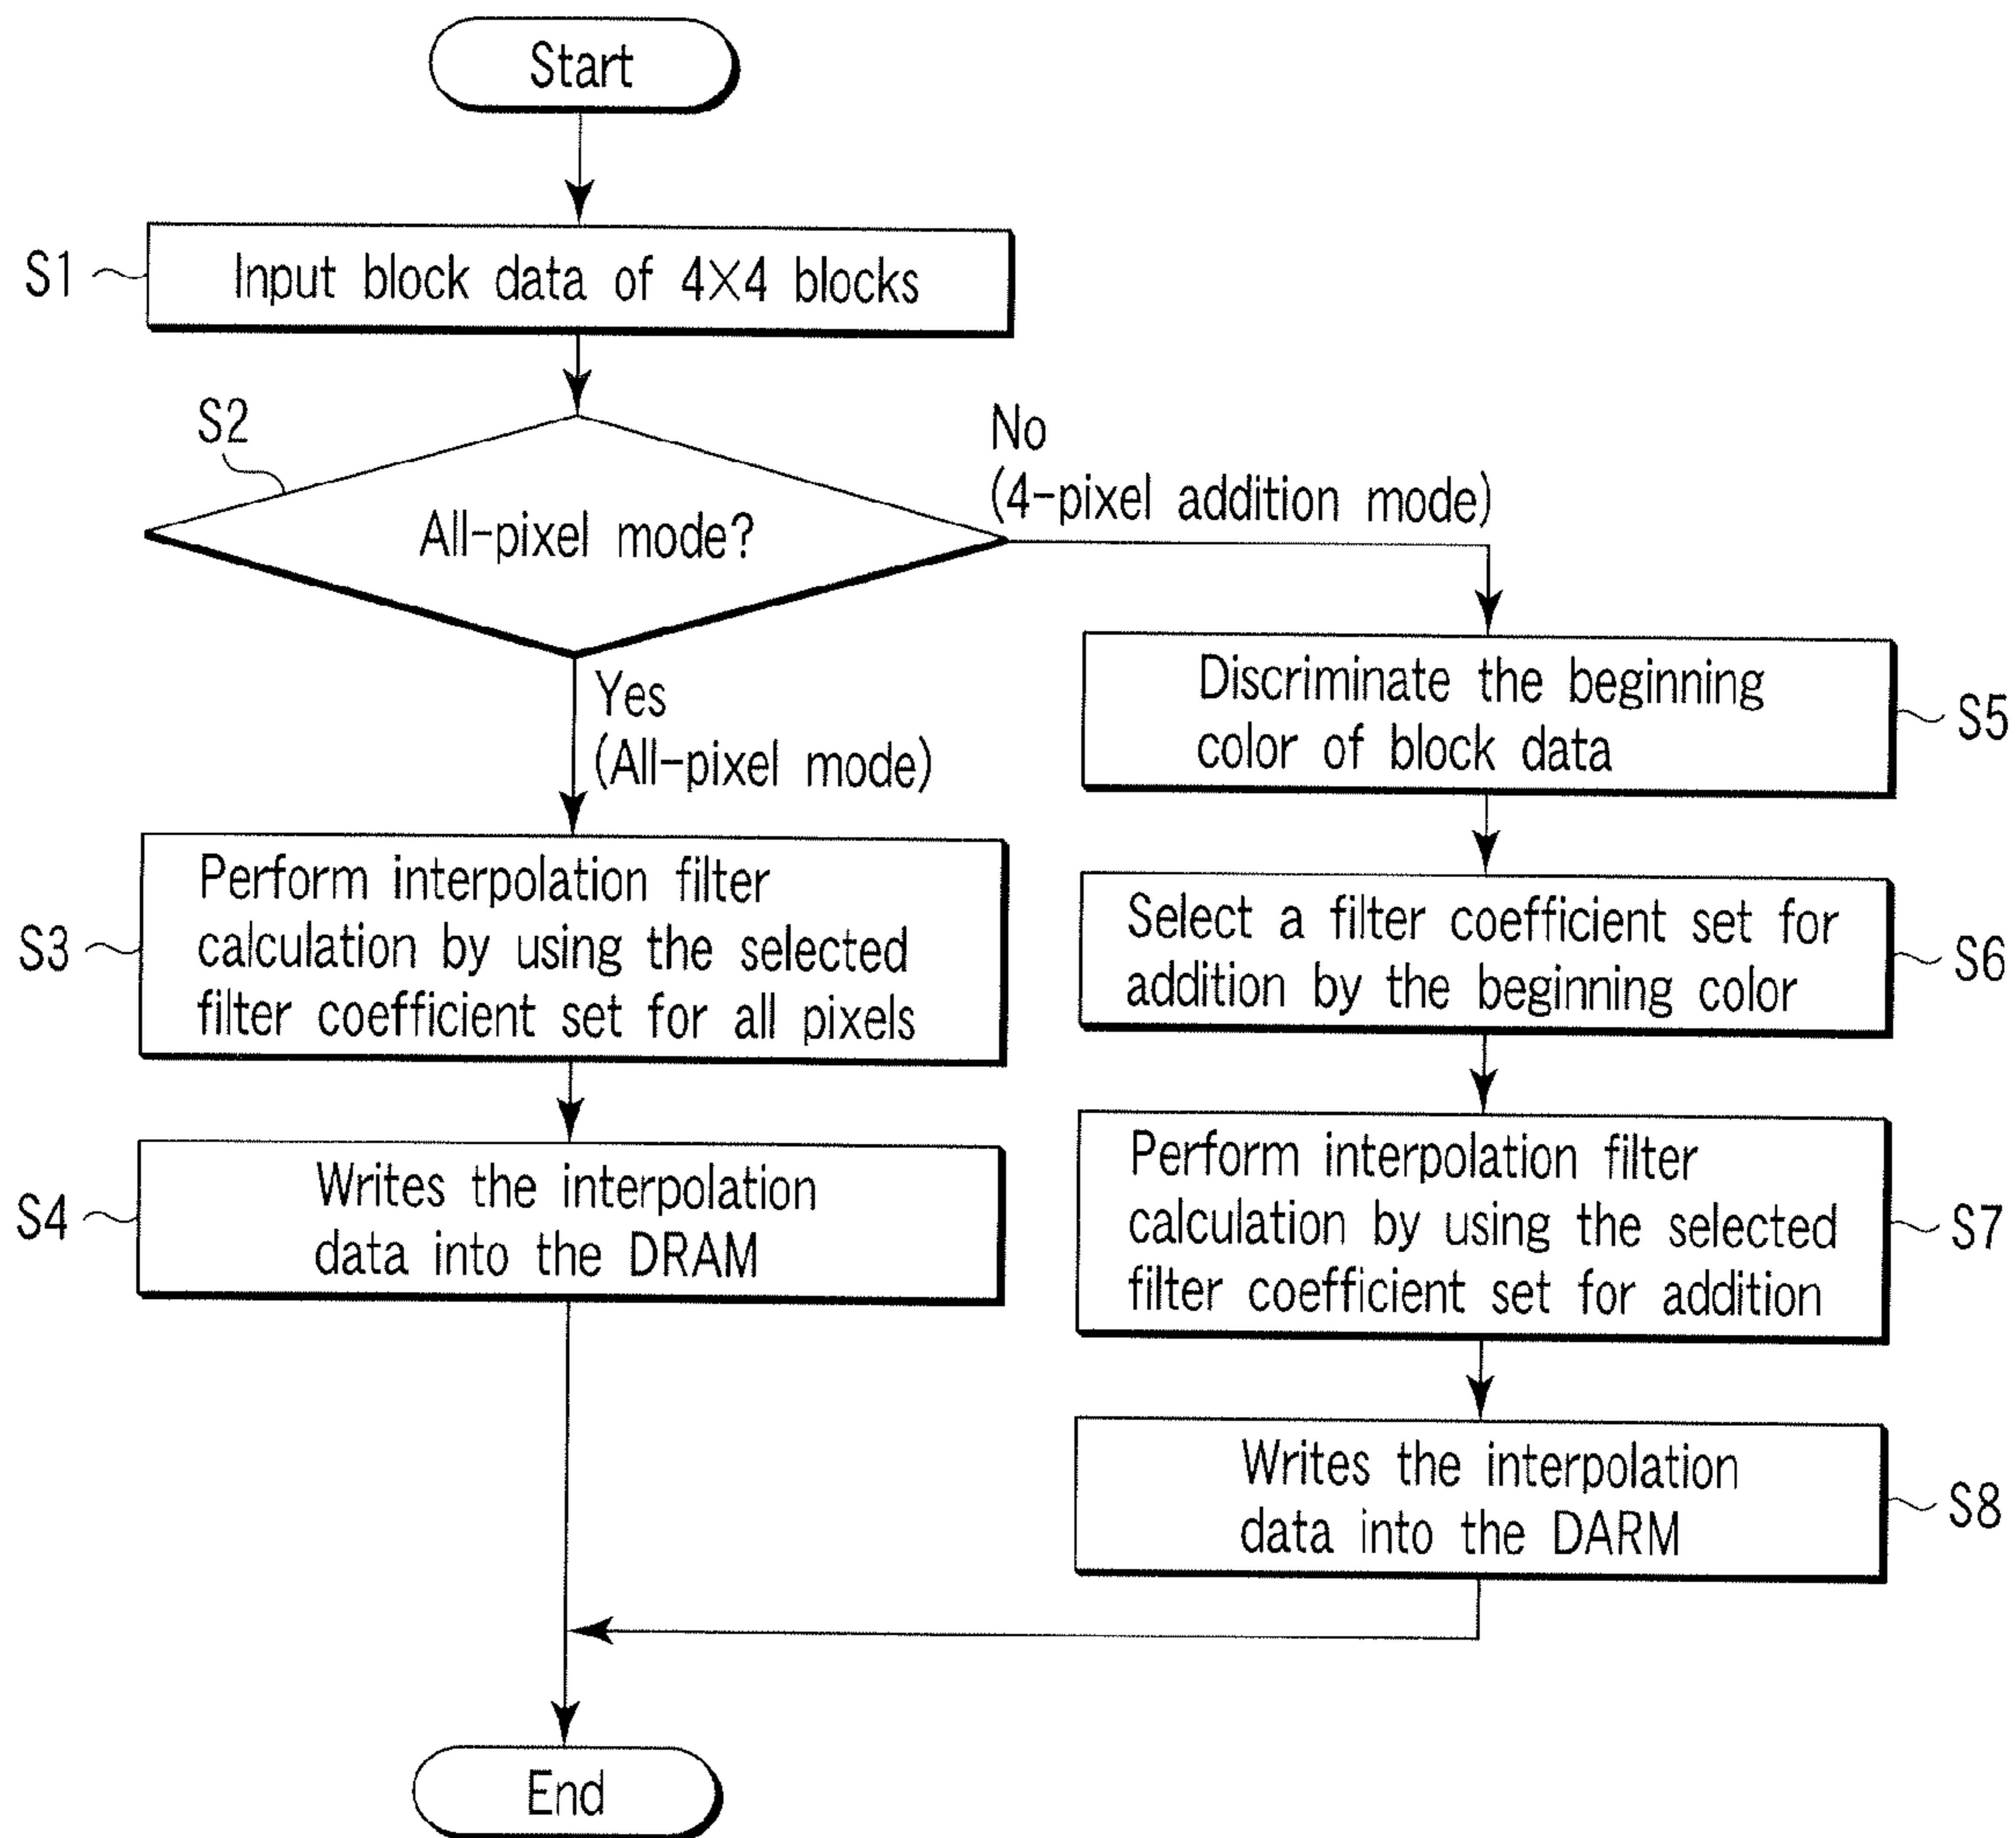 Start
S1
Input block data of 4×4 blocks
S2
All-pixel mode?
No
(4-pixel addition mode)
Yes
(All-pixel mode)
S3
Perform interpolation filter
calculation by using the selected
filter coefficient set for all pixels
S4
Writes the interpolation
data into the DRAM
Discriminate the beginning
color of block data
S5
Select a filter coefficient set for
addition by the beginning color
S6
Perform interpolation filter
calculation by using the selected
filter coefficient set for addition
S7
Writes the interpolation
data into the DARM
S8
End